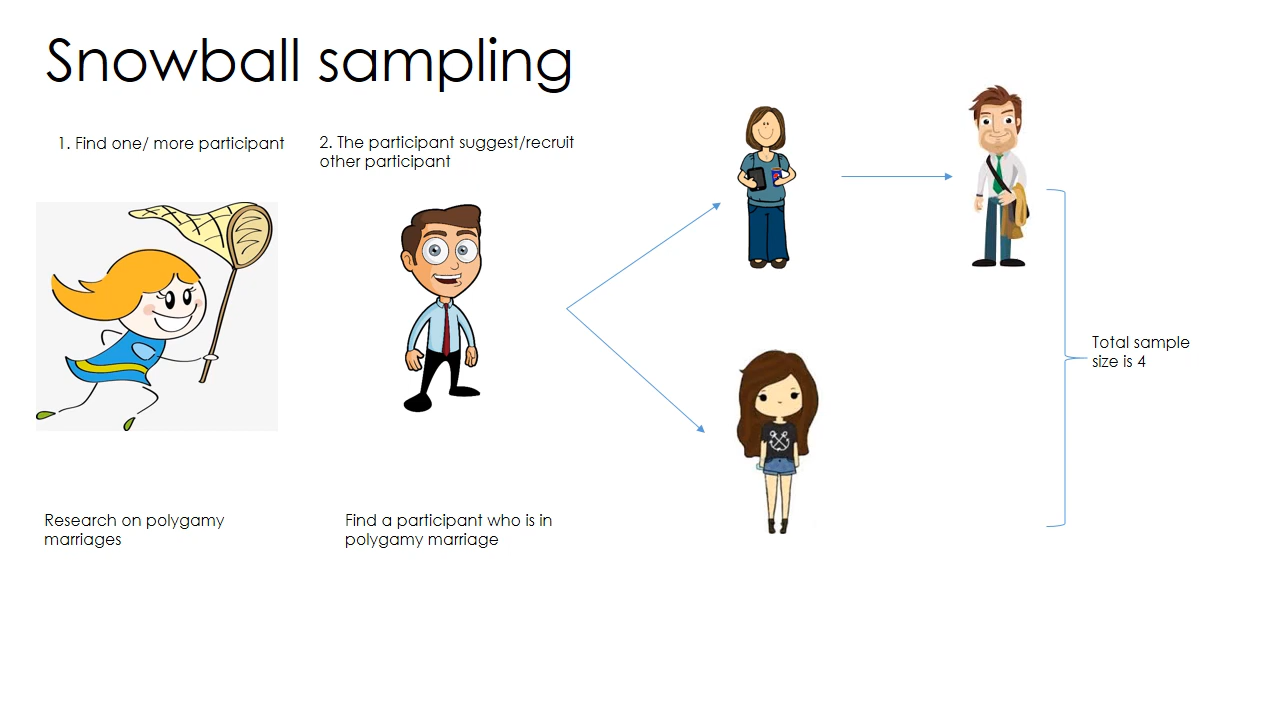 Snowball sampling
1. Find one/ more participant
2. The participant suggest/recruit
other participant
Total sample
size is 4
Research on polygamy
marriages
Find a participant who is in
polygamy marriage